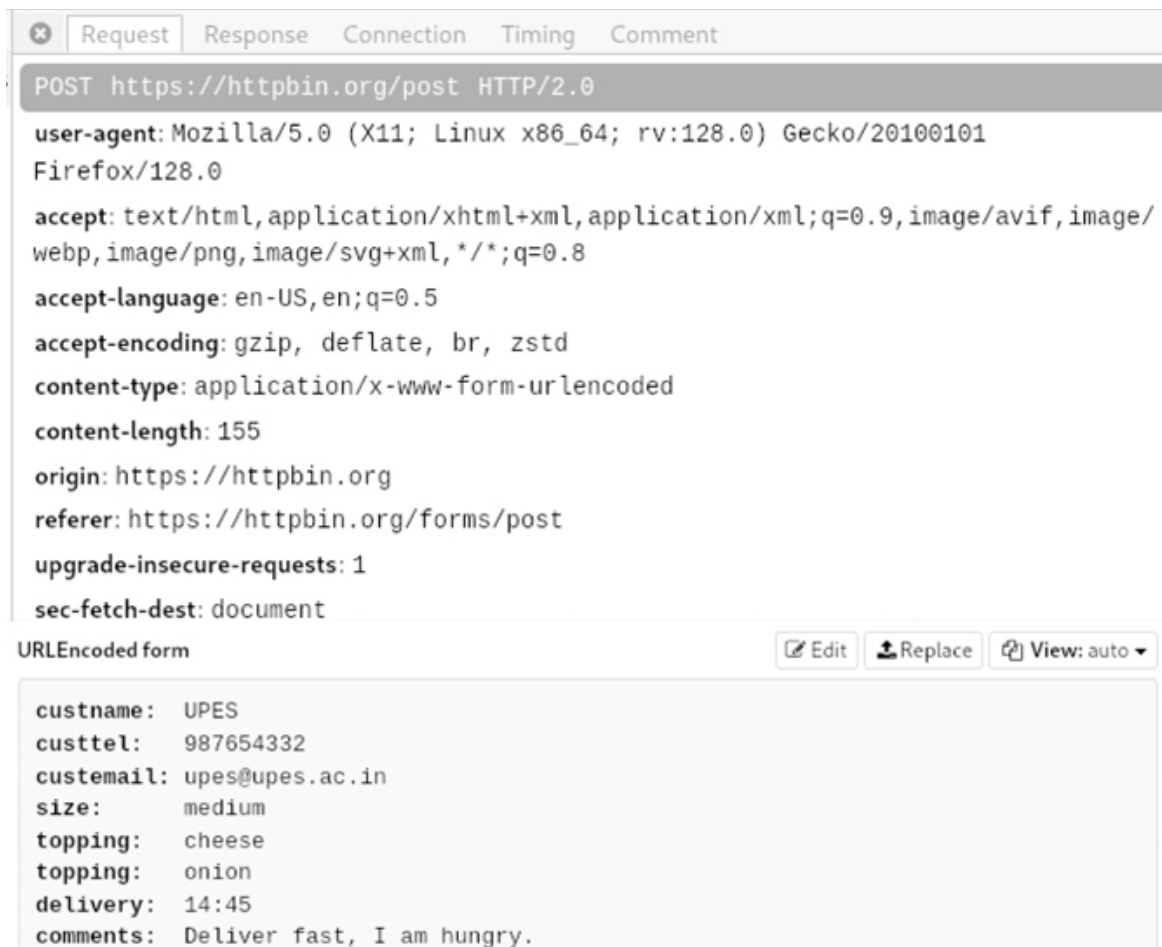 Request Response Connection Timing Comment
POST https://httpbin.org/post HTTP/2.0
user-agent: Mozilla/5.0 (X11; Linux x86_64; rv:128.0) Gecko/20100101
Firefox/128.0
accept: text/html,application/xhtml+xml,application/xml;q=0.9,image/avif,image/
webp,image/png,image/svg+xml,*/*;q=0.8
accept-language: en-US,en;q=0.5
accept-encoding: gzip, deflate, br, zstd
content-type: application/x-www-form-urlencoded
content-length: 155
origin: https://httpbin.org
referer: https://httpbin.org/forms/post
upgrade-insecure-requests: 1
sec-fetch-dest: document
URLEncoded form Edit Replace View: auto
custname: UPES
custtel: 987654332
custemail: upes@upes.ac.in
size: medium
topping: cheese
topping: onion
delivery: 14:45
comments: Deliver fast, I am hungry.